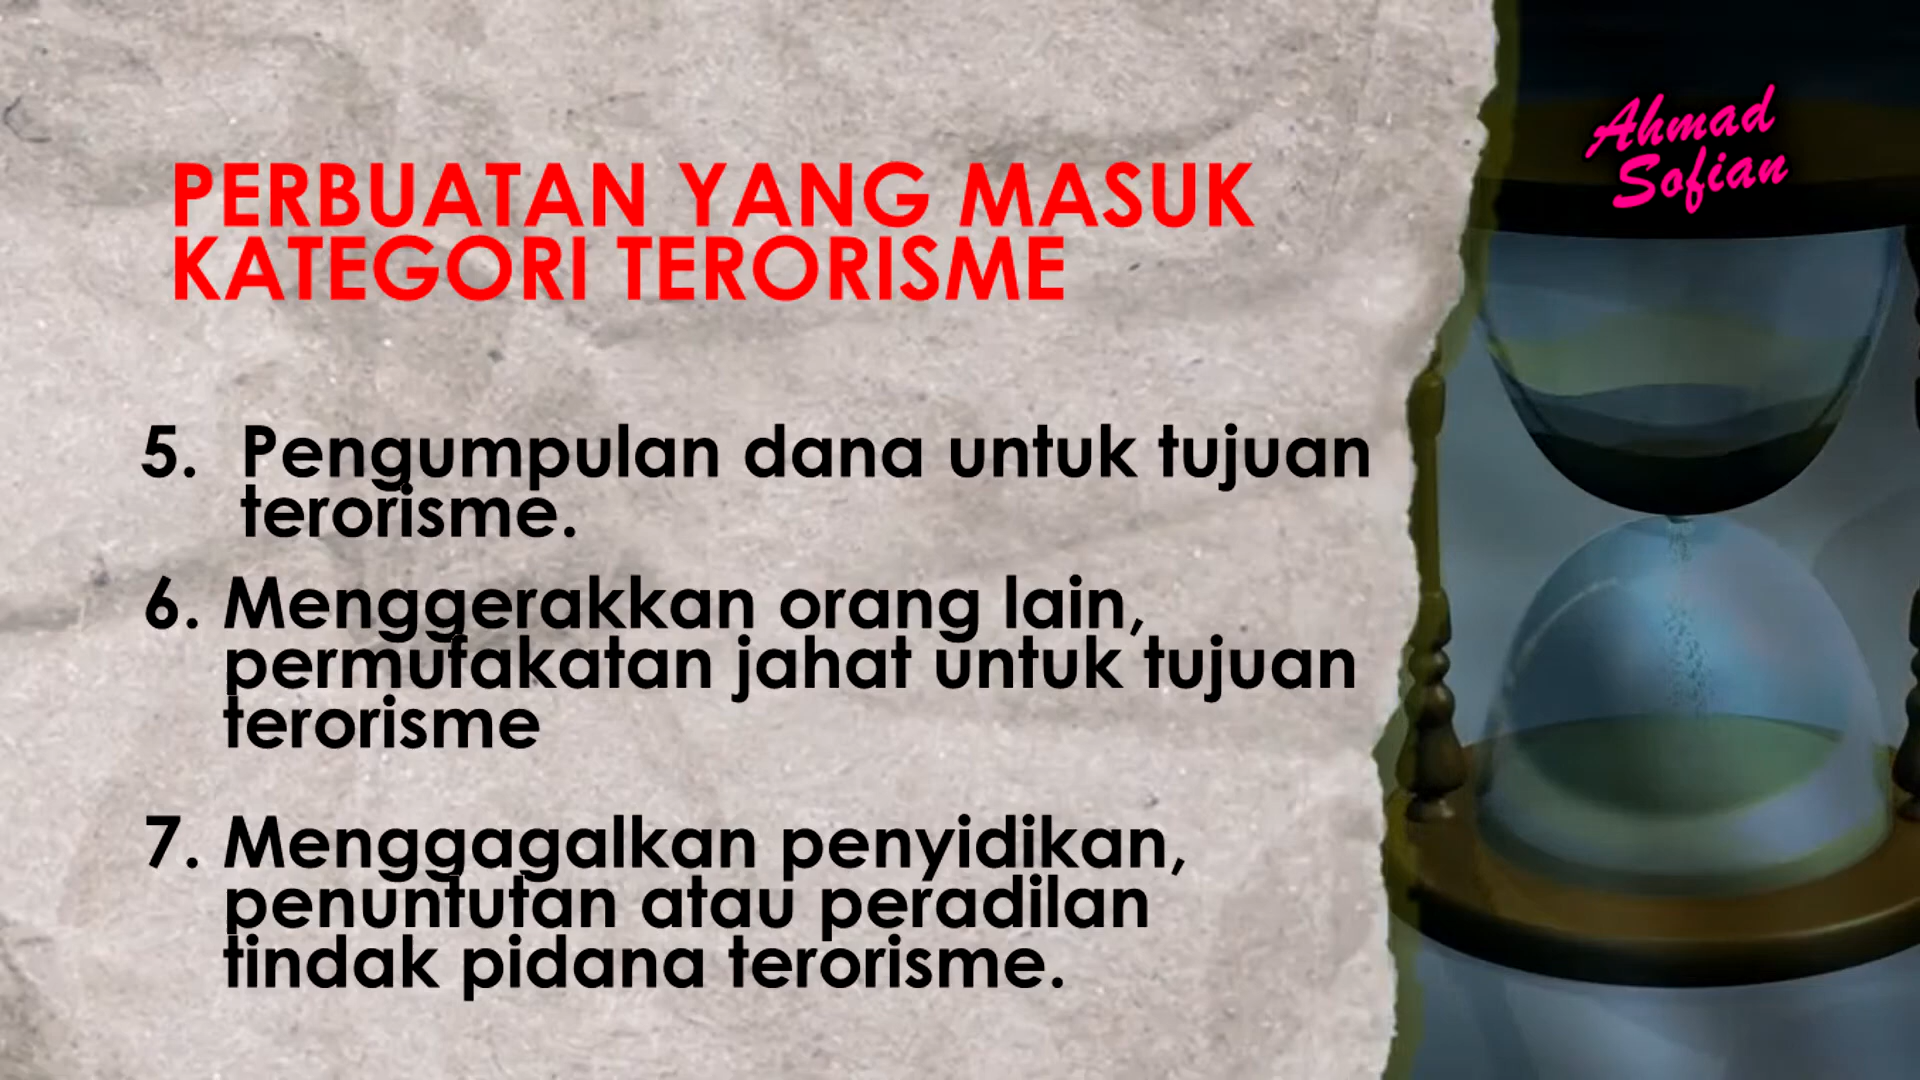 PERBUATAN YANG MASUK
KATEGORI TERORISME
Ahmad
Sofian
5. Pengumpulan dana untuk tujuan
terorisme.
6. Menggerakkan orang lain,
permufakatan jahat untuk tujuan
terorisme
7. Menggagalkan penyidikan,
penuntutan atau peradilan
tindak pidana terorisme.